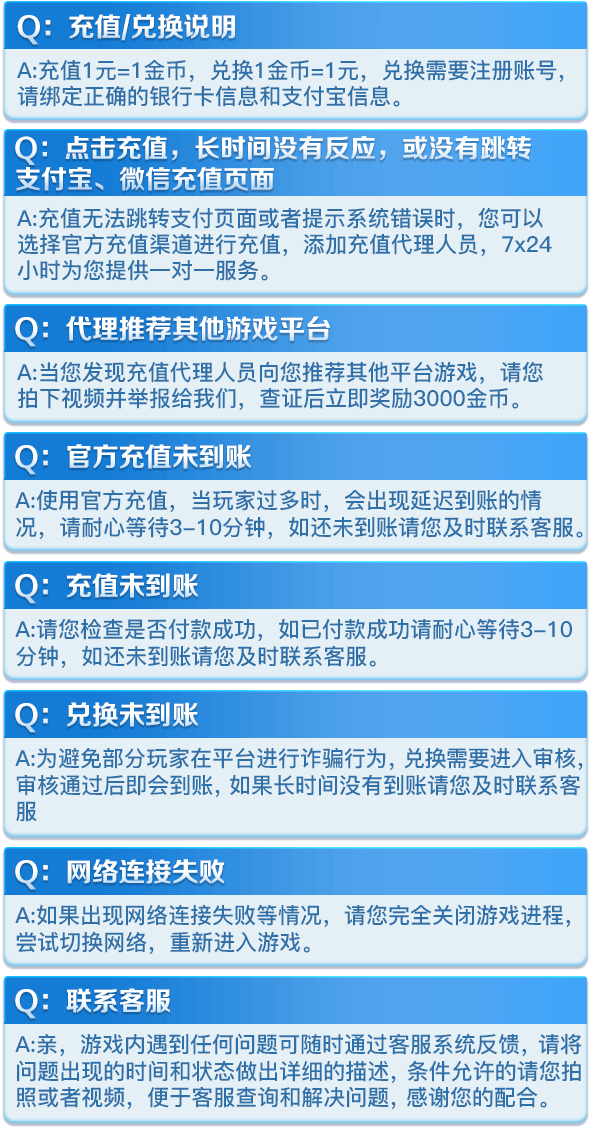 Q：充值/兑换说明
A:充值1元=1金币，兑换1金币=1元，兑换需要注册账号，
请绑定正确的银行卡信息和支付宝信息。
Q：点击充值，长时间没有反应，或没有跳转
支付宝、微信充值页面
A:充值无法跳转支付页面或者提示系统错误时，您可以
选择官方充值渠道进行充值，添加充值代理人员，7x24
小时为您提供一对一服务。
Q：代理推荐其他游戏平台
A:当您发现充值代理人员向您推荐其他平台游戏，请您
拍下视频并举报给我们，查证后立即奖励3000金币。
Q：官方充值未到账
A:使用官方充值，当玩家过多时，会出现延迟到账的情
况，请耐心等待3-10分钟，如还未到账请您及时联系客服。
Q：充值未到账
A:请您检查是否付款成功，如已付款成功请耐心等待3-10
分钟，如还未到账请您及时联系客服。
Q：兑换未到账
A:为避免部分玩家在平台进行诈骗行为，兑换需要进入审核，
审核通过后即会到账，如果长时间没有到账请您及时联系客
服
Q：网络连接失败
A:如果出现网络连接失败等情况，请您完全关闭游戏进程，
尝试切换网络，重新进入游戏。
Q：联系客服
A:亲，游戏内遇到任何问题可随时通过客服系统反馈，请将
问题出现的时间和状态做出详细的描述，条件允许的请您拍
照或者视频，便于客服查询和解决问题，感谢您的配合。